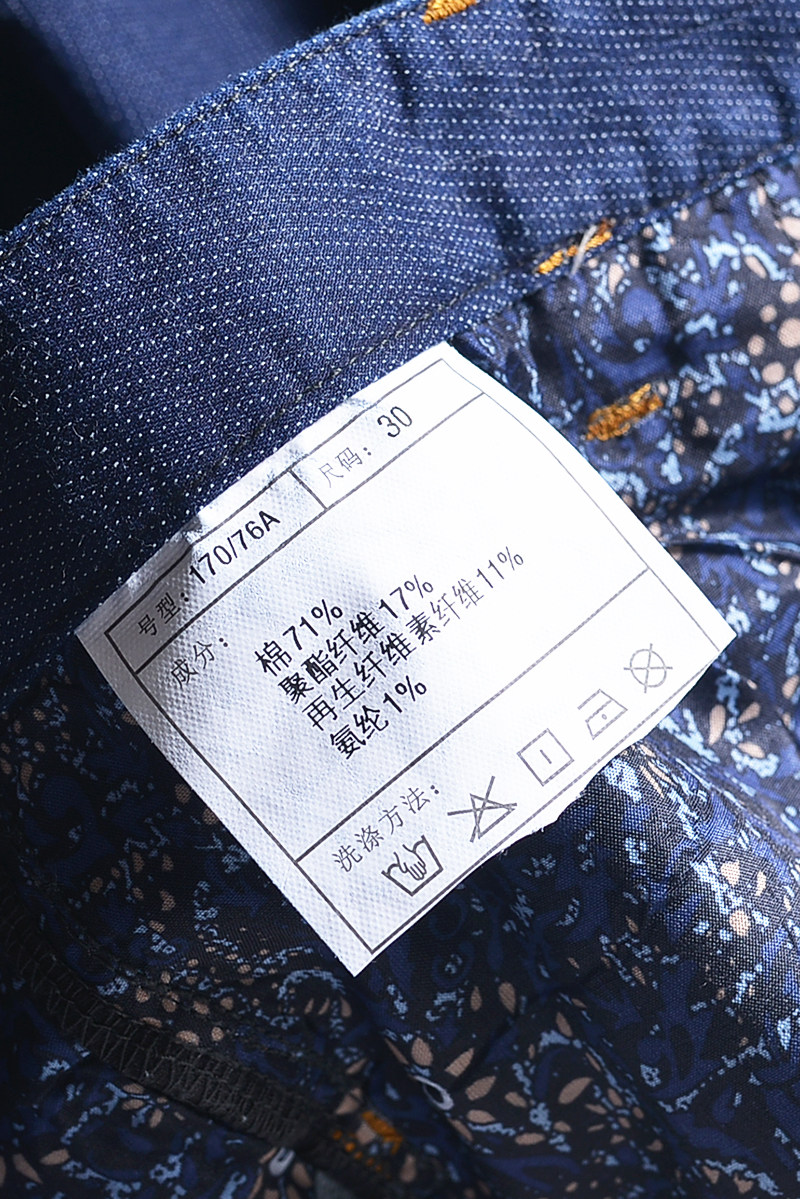 号型: 170/76A
尺码: 30
成分:
棉71%
聚酯纤维17%
再生纤维素纤维11%
氨纶1%
洗涤方法: